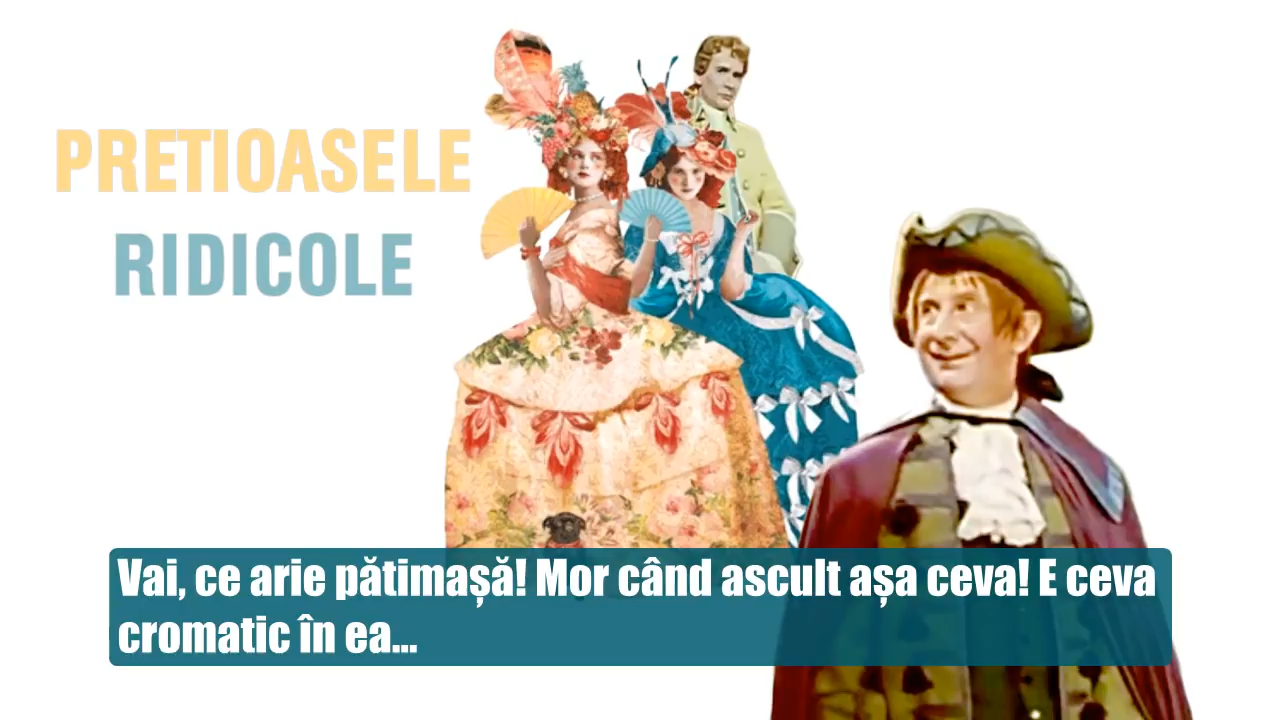 PRETIOASELE
RIDICOLE
Vai, ce arie pătimașă! Mor când ascult așa ceva! E ceva
cromatic în ea...